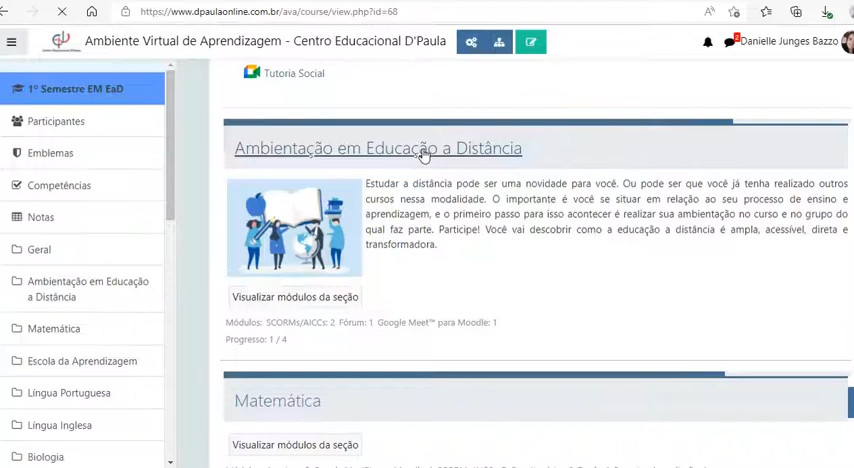 https://www.dpaulaonline.com.br/ava/course/view.php?id=68
Ambiente Virtual de Aprendizagem - Centro Educacional D'Paula
2
Danielle Junges Bazzo
1º Semestre EM EaD
Participantes
Emblemas
Competências
Notas
Geral
Ambientação em Educação
a Distância
Matemática
Escola da Aprendizagem
Língua Portuguesa
Língua Inglesa
Biologia
Tutoria Social
Ambientação em Educação a Distância
Estudar a distância pode ser uma novidade para você. Ou pode ser que você já tenha realizado outros
cursos nessa modalidade. O importante é você se situar em relação ao seu processo de ensino e
aprendizagem, e o primeiro passo para isso acontecer é realizar sua ambientação no curso e no grupo do
qual faz parte. Participe! Você vai descobrir como a educação a distância é ampla, acessível, direta e
transformadora.
Visualizar módulos da seção
Módulos: SCORMs/AICCs: 2 Fórum: 1 Google Meet™ para Moodle: 1
Progresso: 1 / 4
Matemática
Visualizar módulos da seção